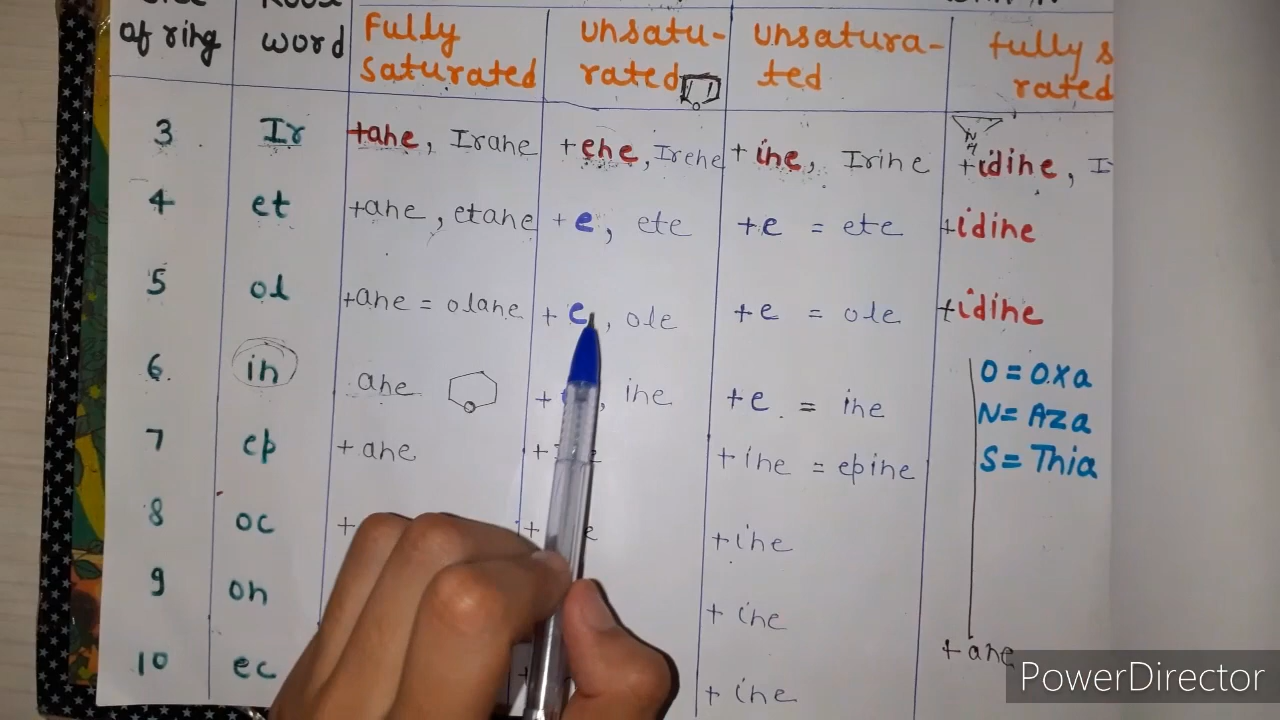 of ring word Fully saturated unsatu-rated unsatura-ted fully s rated
3 Ir +ane, Irane +ene, Irene +ine, Irine +idine, I
4 et +ane, etane +e, ete +e = ete +idine
5 ol +ane = olane +e, ole +e = ole +idine
6. in ane +, ine +e. = ine
O = Oxa
N = Aza
S = Thia
7 ep +ane + +ine = epine
8 oc + + +ine
9 on +ine
10 ec +ine
+ane
PowerDirector